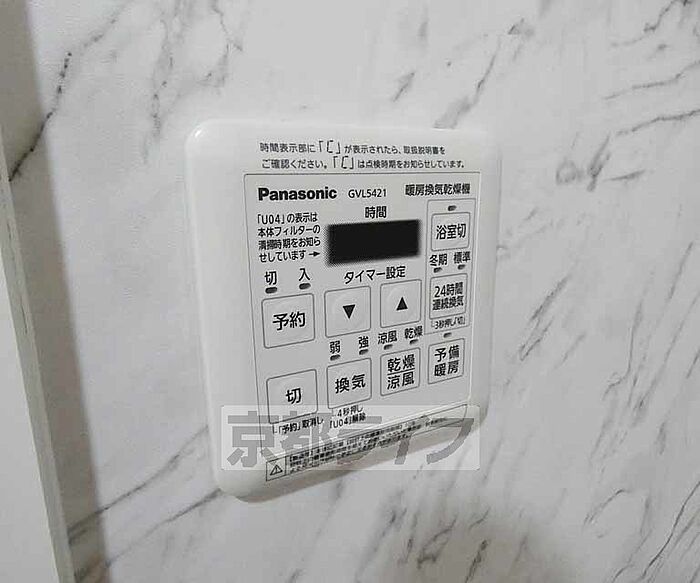 時間表示部に「[」が表示されたら、取扱説明書を
ご確認ください。「[」は点検時期をお知らせしています。
Panasonic GVL5421 暖房換気乾燥機
「U04」の表示は
本体フィルターの
清掃時期をお知ら
せしています→
時間
浴室切
切 入
タイマー設定
冬期 標準
予約
▼
▲
24時間
連続換気
3秒押し「切」
弱 強 涼風 乾燥
切
換気
乾燥
涼風
予備
暖房
「予約」取消し
4秒押し
「U04」解除
京都ライフ